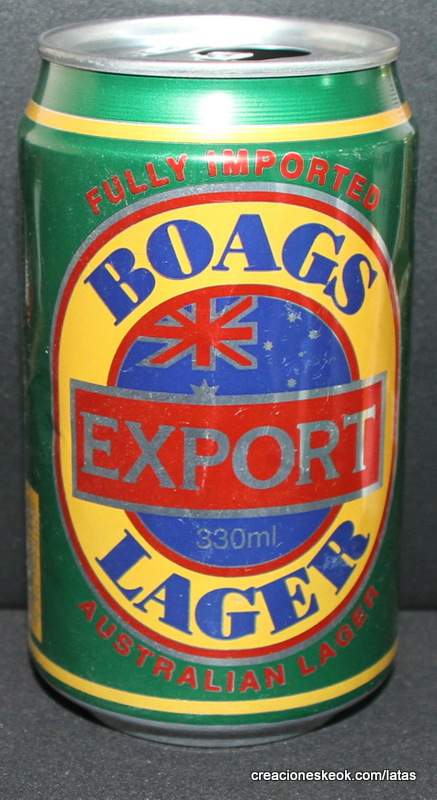 FULLY IMPORTED
BOAGS
EXPORT
330ml
LAGER
AUSTRALIAN LAGER
creacioneskeok.com/latas